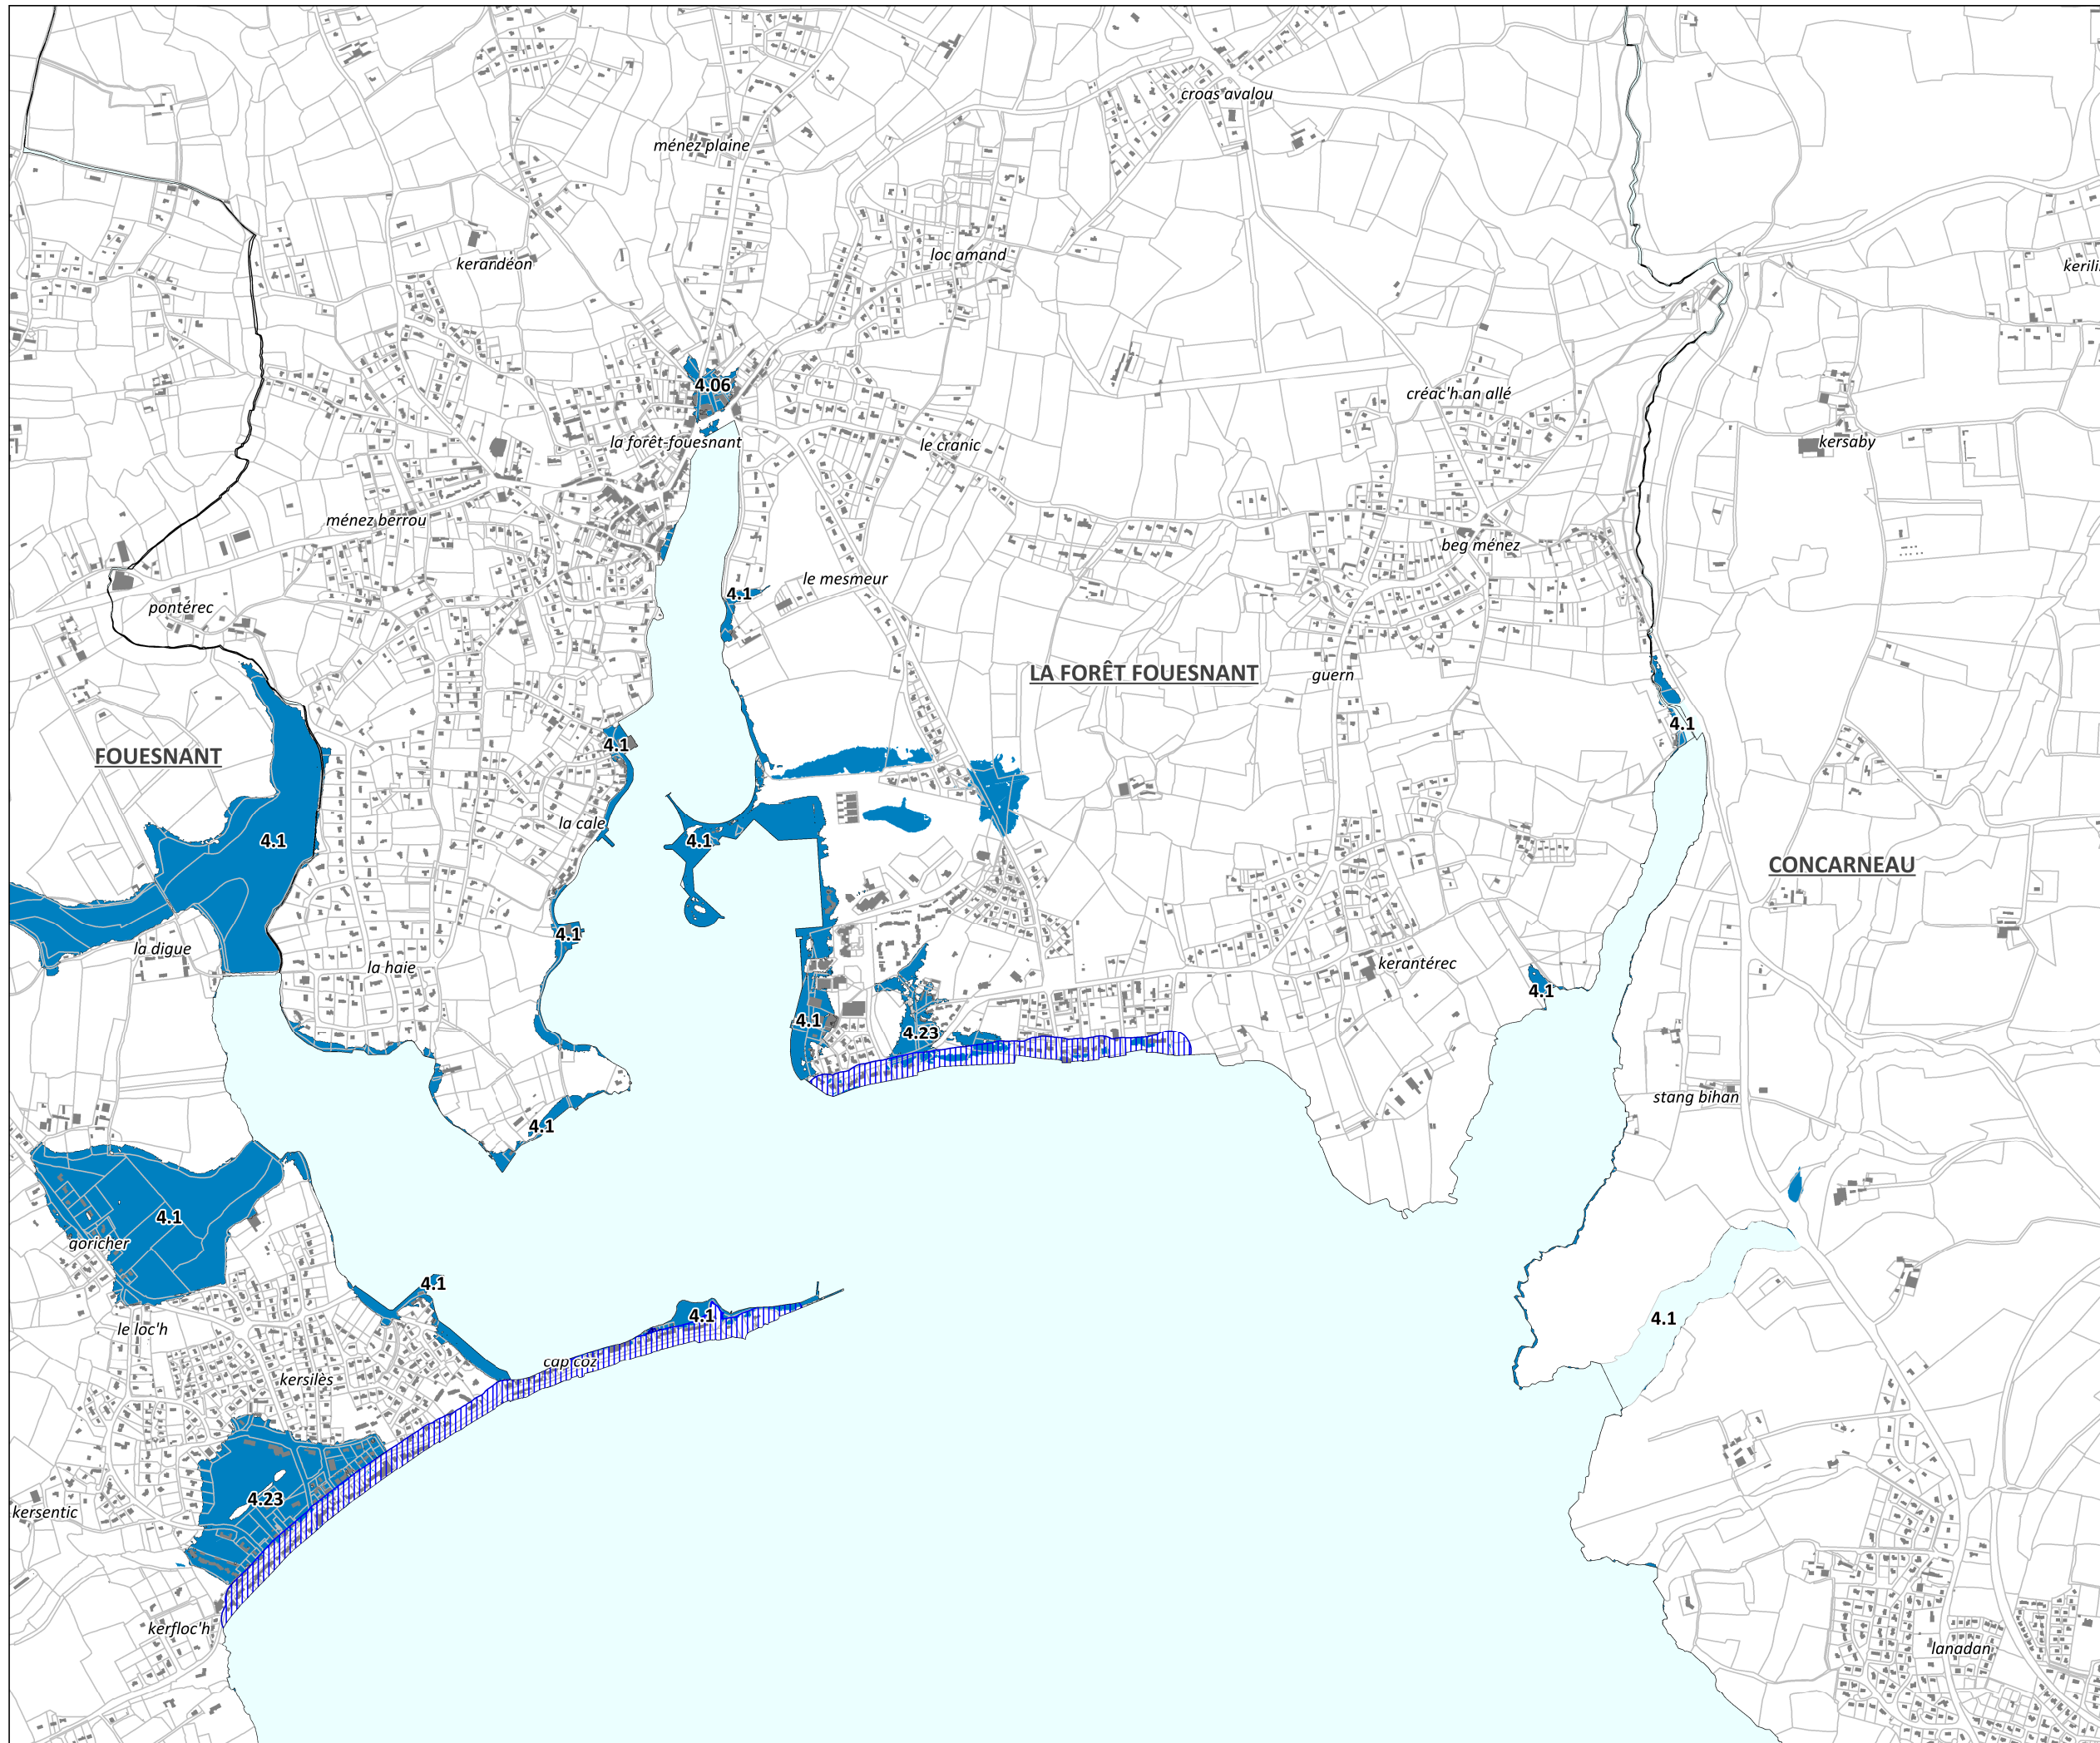 croas avalou
ménez plaine
loc amand
kerandéon
4.06
créac'h an allé
la forêt-fouesnant
le cranic
kersaby
ménez berrou
beg ménez
le mesmeur
4.1
pontérec
LA FORÊT FOUESNANT
guern
4.1
4.1
FOUESNANT
la cale
4.1
4.1
CONCARNEAU
4.1
la digue
la haie
kerantérec
4.1
4.1
4.23
stang bihan
4.1
4.1
goricher
4.1
4.1
4.1
le loc'h
cap coz
kersilès
4.23
kersentic
kerfloc'h
lanadan